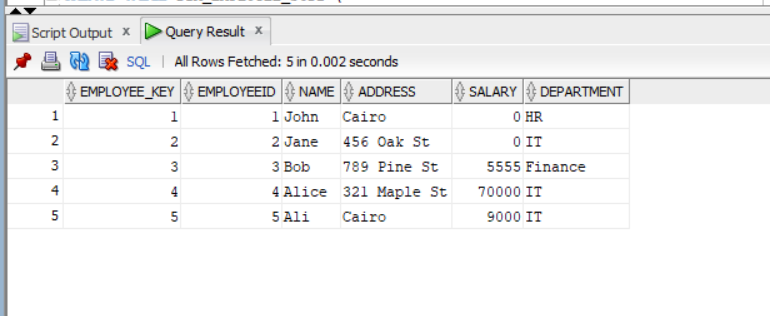 Script Output x Query Result x
SQL | All Rows Fetched: 5 in 0.002 seconds
EMPLOYEE_KEY EMPLOYEEID NAME ADDRESS SALARY DEPARTMENT
1 1 1 John Cairo 0 HR
2 2 2 Jane 456 Oak St 0 IT
3 3 3 Bob 789 Pine St 5555 Finance
4 4 4 Alice 321 Maple St 70000 IT
5 5 5 Ali Cairo 9000 IT